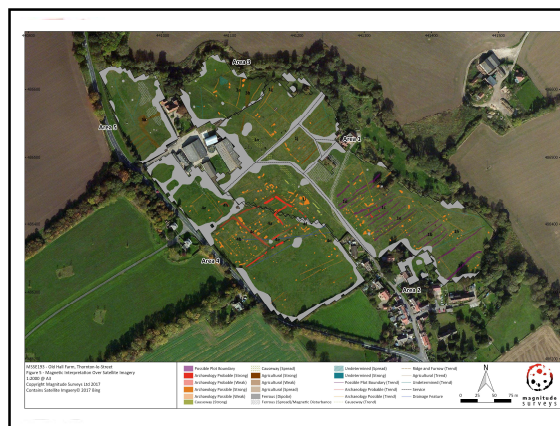 Area 3
Area 5
Area 1
Area 4
Area 2
MSSE193 - Old Hall Farm, Thornton-le-Street
Figure 5 - Magnetic Interpretation Over Satellite Imagery
1:2000 @ A3
Copyright Magnitude Surveys Ltd 2017
Contains Satellite Imagery© 2017 Bing
Possible Plot Boundary
Archaeology Probable (Strong)
Archaeology Probable (Weak)
Archaeology Possible (Strong)
Archaeology Possible (Weak)
Causeway (Strong)
Causeway (Spread)
Agricultural (Strong)
Agricultural (Weak)
Agricultural (Spread)
Ferrous (Dipolar)
Ferrous (Spread)/Magnetic Disturbance
Undetermined (Spread)
Undetermined (Strong)
Possible Plot Boundary (Trend)
Archaeology Probable (Trend)
Archaeology Possible (Trend)
Causeway (Trend)
Ridge and Furrow (Trend)
Agricultural (Trend)
Undetermined (Trend)
Service
Drainage Feature
N
0 25 50 75 m
magnitude
surveys